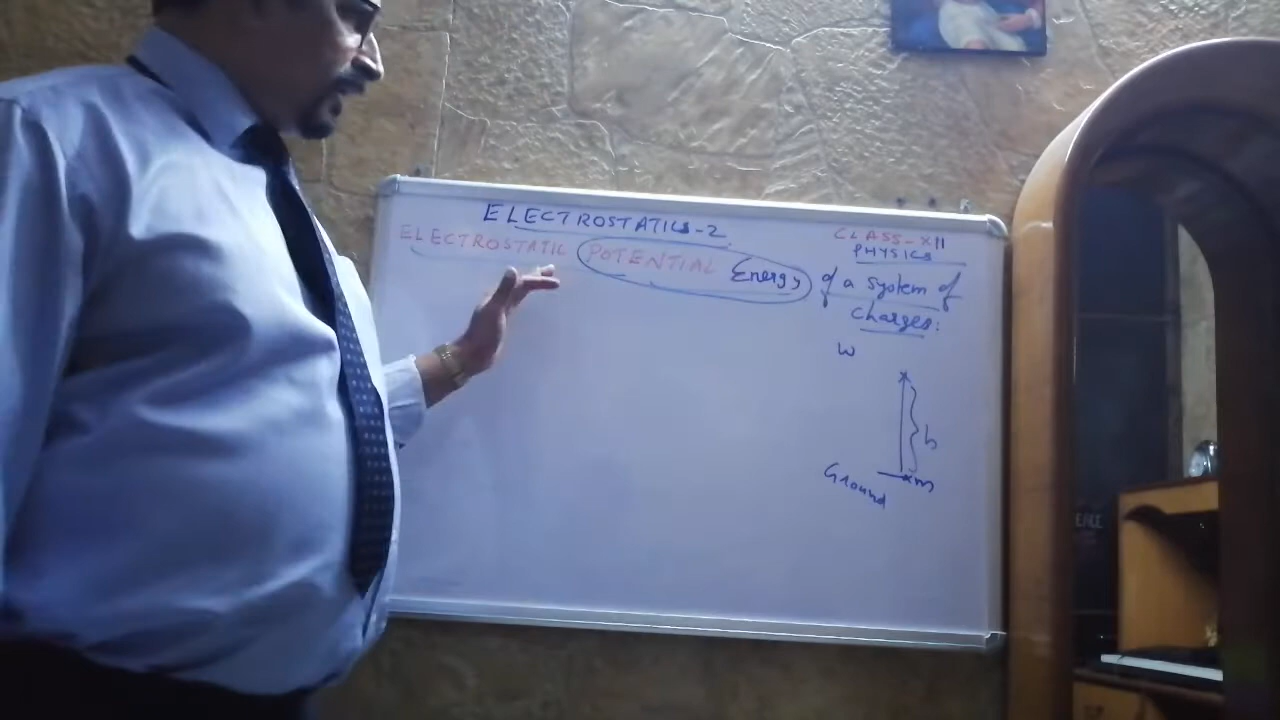 ELECTROSTATICS-2
CLASS-XII
PHYSICS
ELECTROSTATIC POTENTIAL Energy of a system of
charges:
W
h
Ground
m